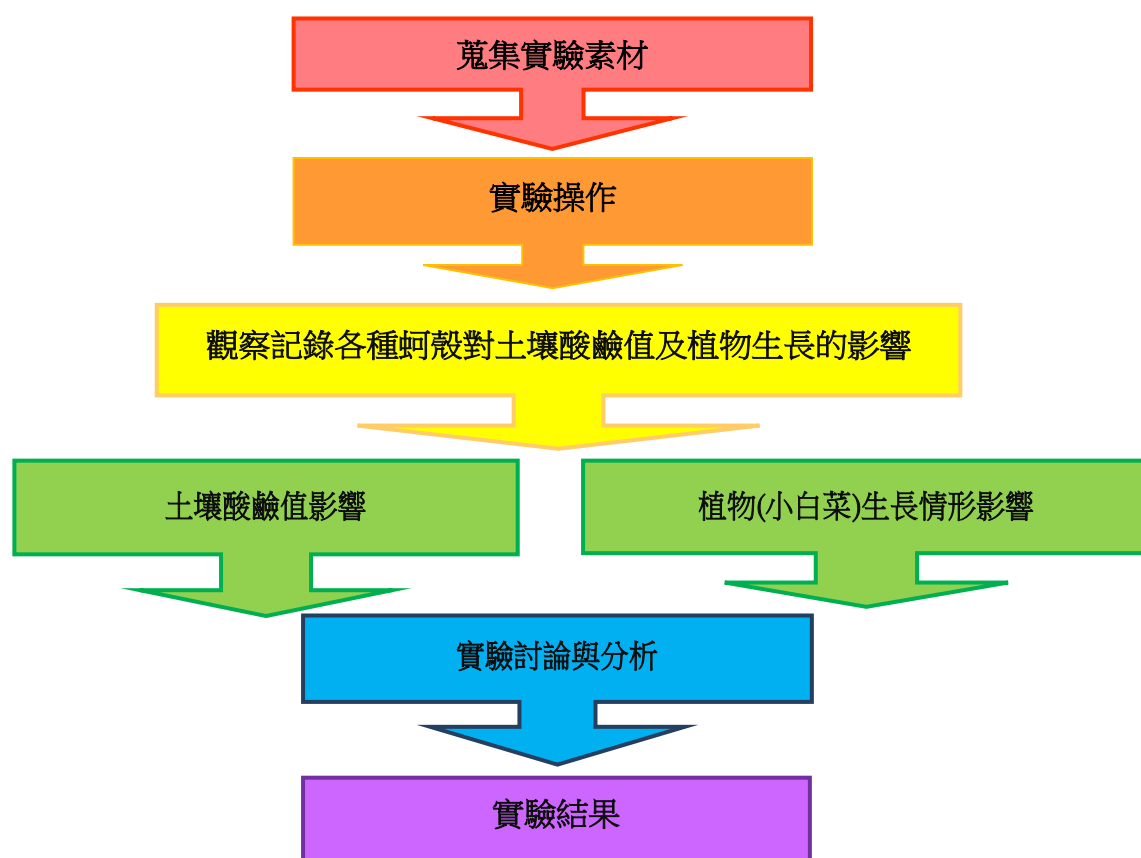 蒐集實驗素材
實驗操作
觀察記錄各種蚵殼對土壤酸鹼值及植物生長的影響
土壤酸鹼值影響
植物(小白菜)生長情形影響
實驗討論與分析
實驗結果